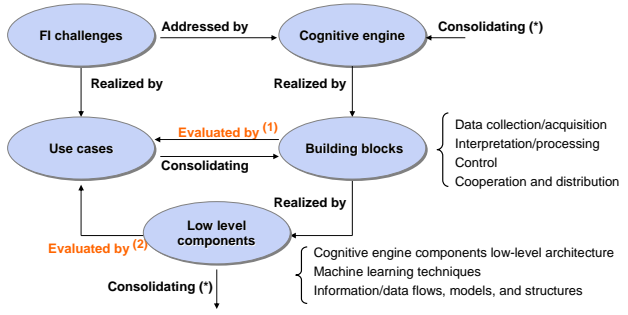 FI challenges
Addressed by
Cognitive engine
Consolidating (*)
Realized by
Realized by
Use cases
Evaluated by (1)
Consolidating
Building blocks
Data collection/acquisition
Interpretation/processing
Control
Cooperation and distribution
Realized by
Low level
components
Evaluated by (2)
Consolidating (*)
Cognitive engine components low-level architecture
Machine learning techniques
Information/data flows, models, and structures